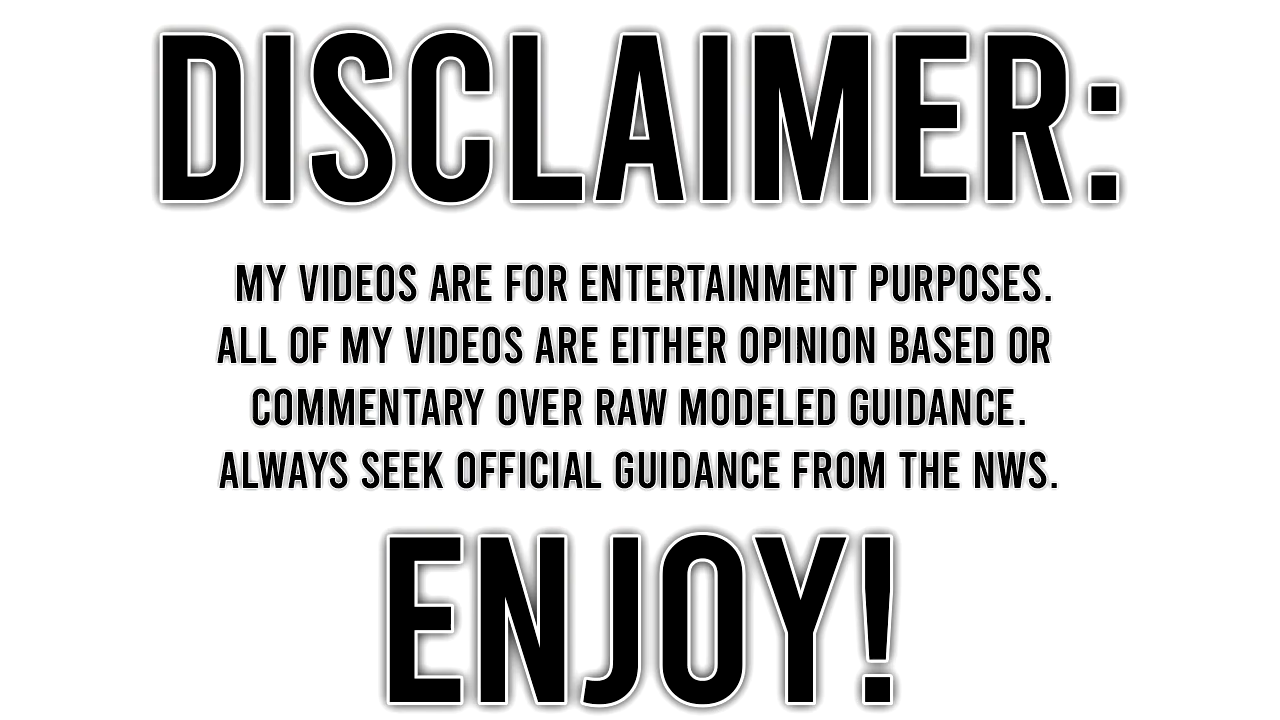 DISCLAIMER:
MY VIDEOS ARE FOR ENTERTAINMENT PURPOSES.
ALL OF MY VIDEOS ARE EITHER OPINION BASED OR
COMMENTARY OVER RAW MODELED GUIDANCE.
ALWAYS SEEK OFFICIAL GUIDANCE FROM THE NWS.
ENJOY!